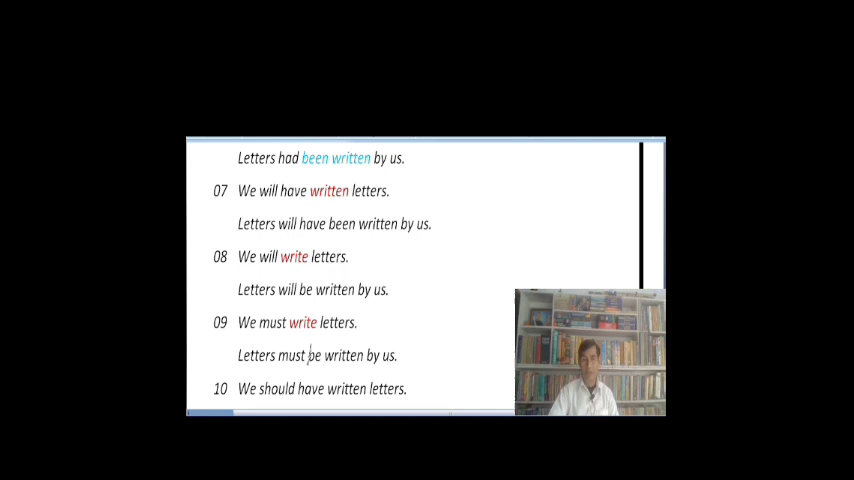 Letters had been written by us.
07 We will have written letters.
Letters will have been written by us.
08 We will write letters.
Letters will be written by us.
09 We must write letters.
Letters must be written by us.
10 We should have written letters.